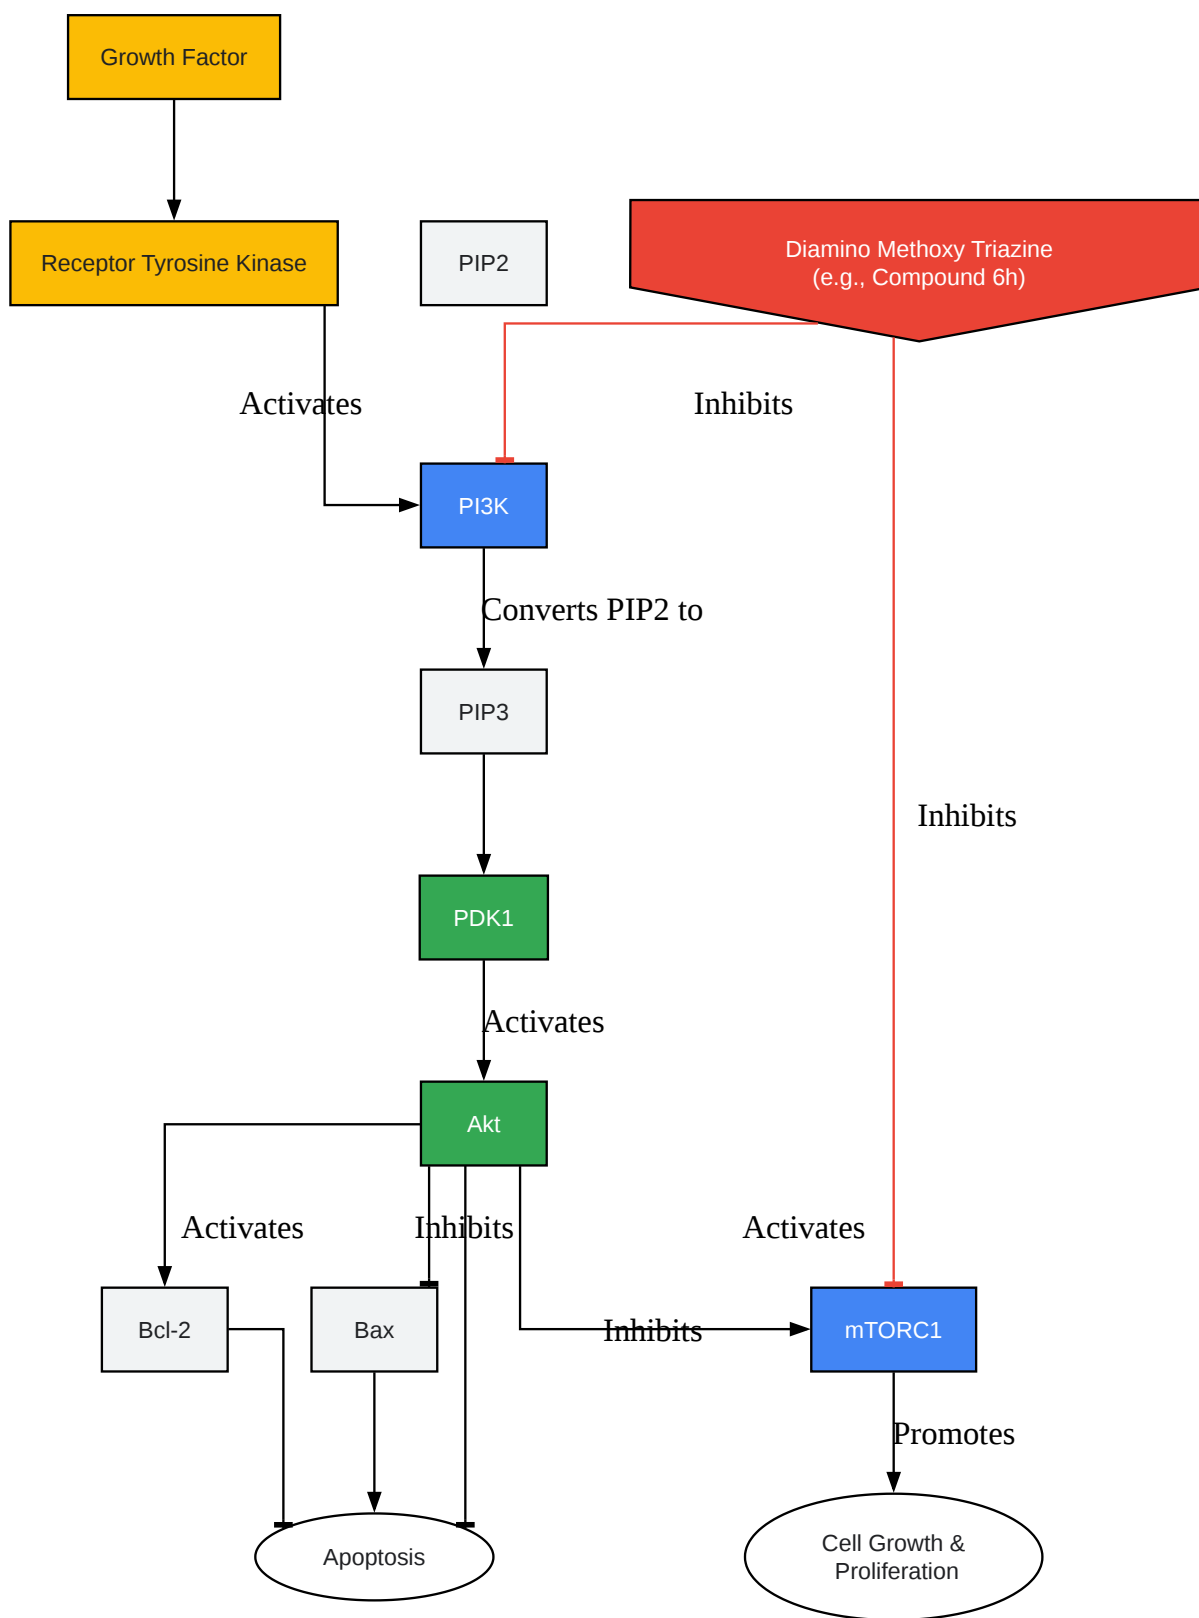 Growth Factor
Receptor Tyrosine Kinase
PIP2
Diamino Methoxy Triazine
(e.g., Compound 6h)
Activates
Inhibits
PI3K
Converts PIP2 to
PIP3
Inhibits
PDK1
Activates
Akt
Activates
Inhibits
Activates
Bcl-2
Bax
Inhibits
mTORC1
Promotes
Apoptosis
Cell Growth &
Proliferation